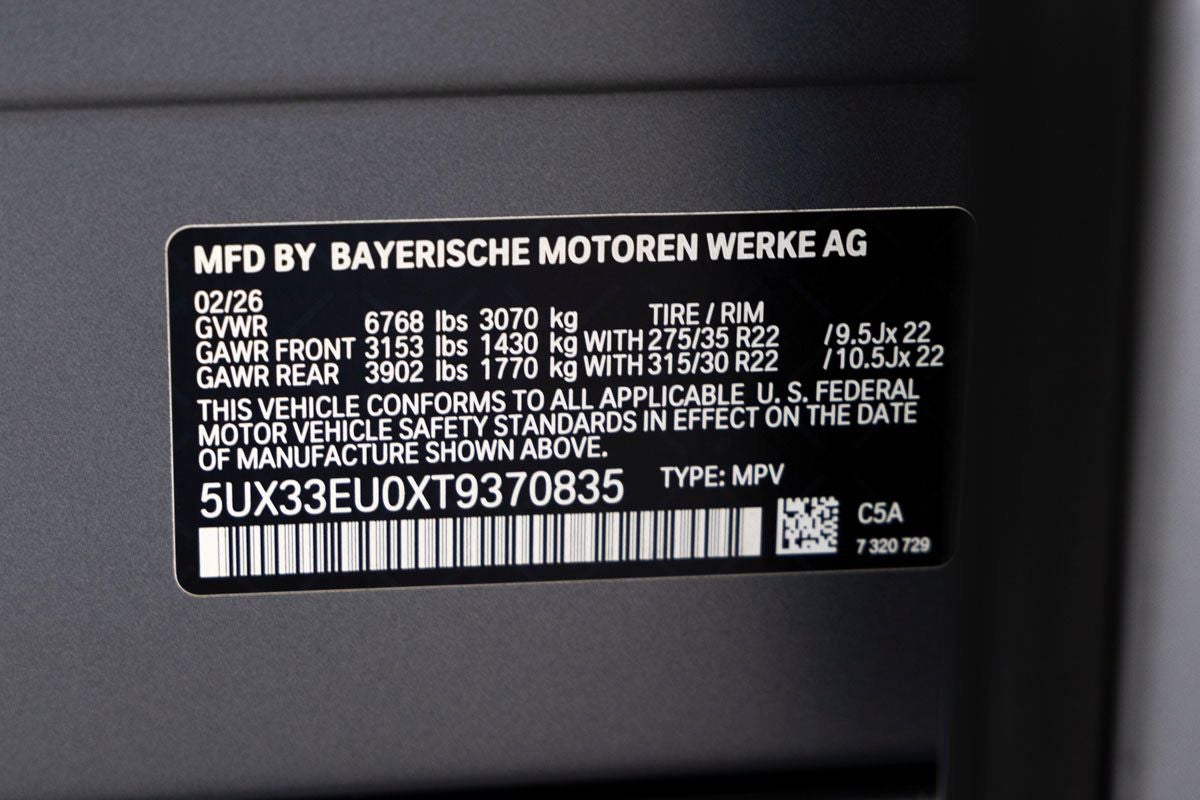 MFD BY BAYERISCHE MOTOREN WERKE AG
02/26
TIRE / RIM
GVWR 6768 lbs 3070 kg
GAWR FRONT 3153 lbs 1430 kg WITH 275/35 R22 /9.5Jx 22
GAWR REAR 3902 lbs 1770 kg WITH 315/30 R22 /10.5Jx 22
THIS VEHICLE CONFORMS TO ALL APPLICABLE U. S. FEDERAL
MOTOR VEHICLE SAFETY STANDARDS IN EFFECT ON THE DATE
OF MANUFACTURE SHOWN ABOVE.
5UX33EU0XT9370835 TYPE: MPV
C5A
7 320 729